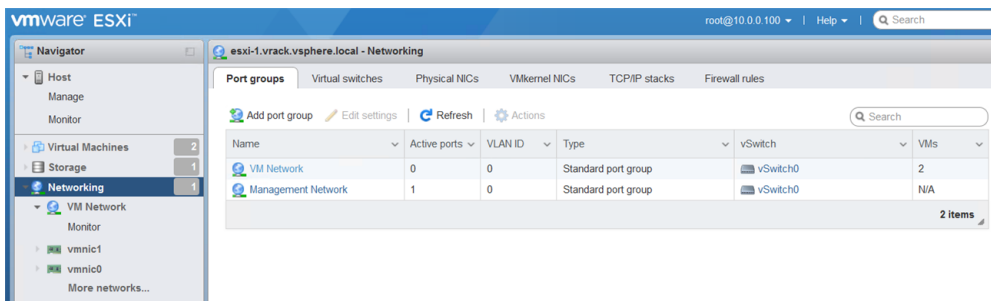 vmware ESXi™
root@10.0.0.100 | Help | Search
Navigator
Host
Manage
Monitor
Virtual Machines 2
Storage 1
Networking 1
VM Network
Monitor
vmnic1
vmnic0
More networks...
esxi-1.vrack.vsphere.local - Networking
Port groups Virtual switches Physical NICs VMkernel NICs TCP/IP stacks Firewall rules
Add port group Edit settings | Refresh | Actions Search
Name Active ports VLAN ID Type vSwitch VMs
VM Network 0 0 Standard port group vSwitch0 2
Management Network 1 0 Standard port group vSwitch0 N/A
2 items